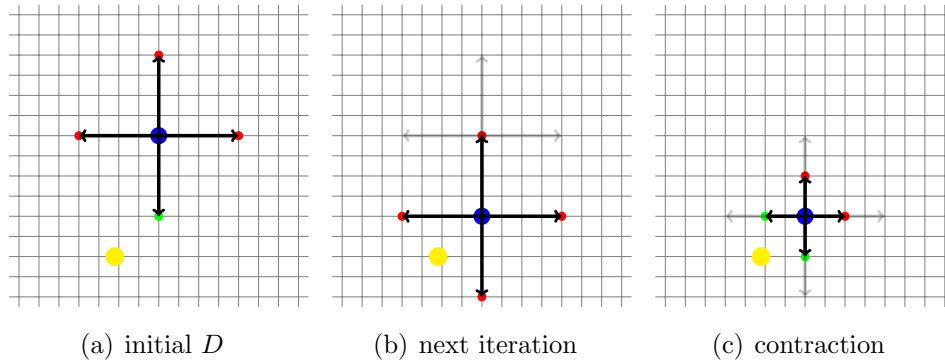 (a) initial D
(b) next iteration
(c) contraction